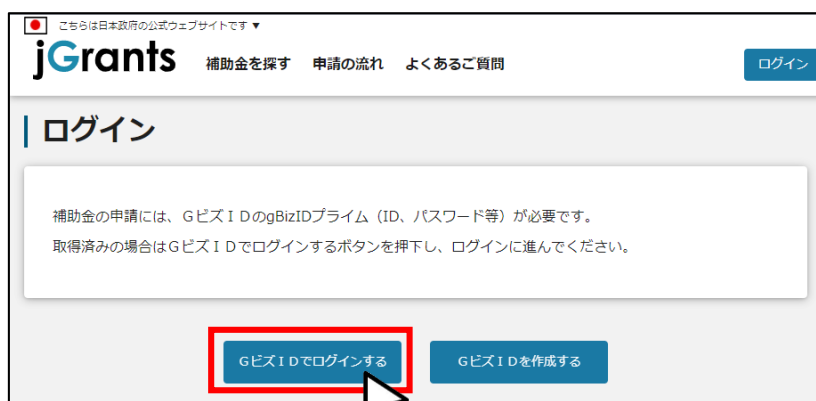 こちらは日本政府の公式ウェブサイトです ▼
jGrants 補助金を探す 申請の流れ よくあるご質問 ログイン
ログイン
補助金の申請には、GビズIDのgBizIDプライム（ID、パスワード等）が必要です。
取得済みの場合はGビズIDでログインするボタンを押下し、ログインに進んでください。
GビズIDでログインする GビズIDを作成する